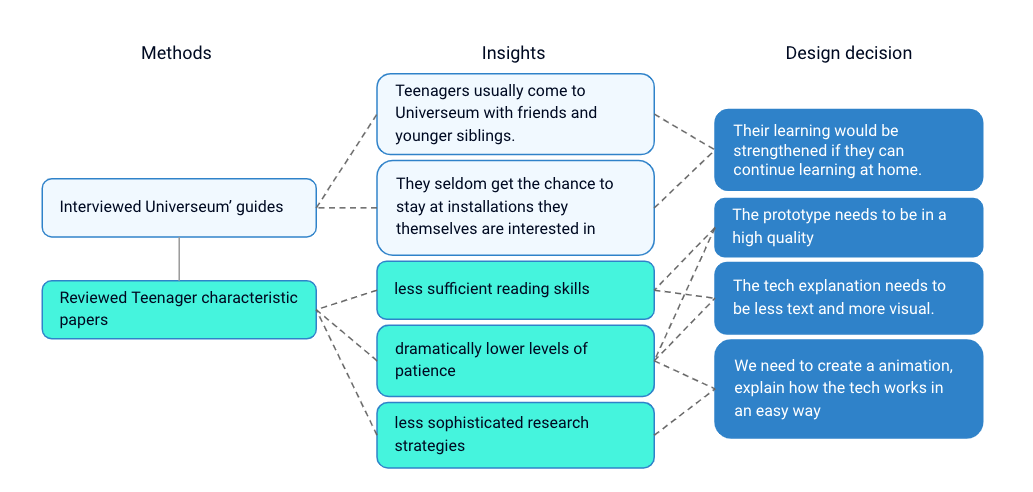 Methods
Insights
Design decision
Teenagers usually come to
Universeum with friends and
younger siblings.
They seldom get the chance to
stay at installations they
themselves are interested in
Interviewed Universeum’ guides
Reviewed Teenager characteristic
papers
less sufficient reading skills
dramatically lower levels of
patience
less sophisticated research
strategies
Their learning would be
strengthened if they can
continue learning at home.
The prototype needs to be in a
high quality
The tech explanation needs to
be less text and more visual.
We need to create a animation,
explain how the tech works in
an easy way